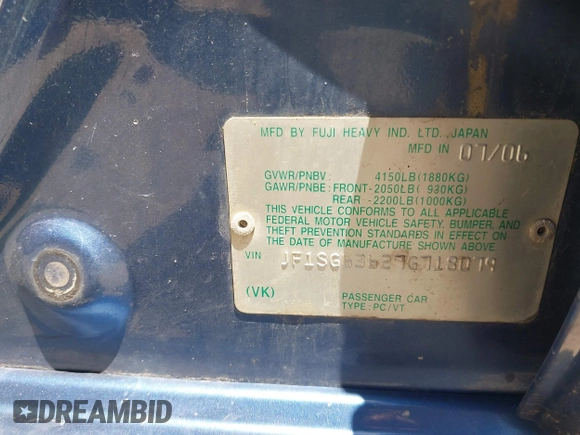 MFD BY FUJI HEAVY IND. LTD., JAPAN
MFD IN 07/06
GVWR/PNBV : 4150LB(1880KG)
GAWR/PNBE: FRONT-2050LB( 930KG)
REAR -2200LB(1000KG)
THIS VEHICLE CONFORMS TO ALL APPLICABLE
FEDERAL MOTOR VEHICLE SAFETY, BUMPER, AND
THEFT PREVENTION STANDARDS IN EFFECT ON
THE DATE OF MANUFACTURE SHOWN ABOVE.
VIN
(VK)
PASSENGER CAR
TYPE:PC/VT
DREAMBID